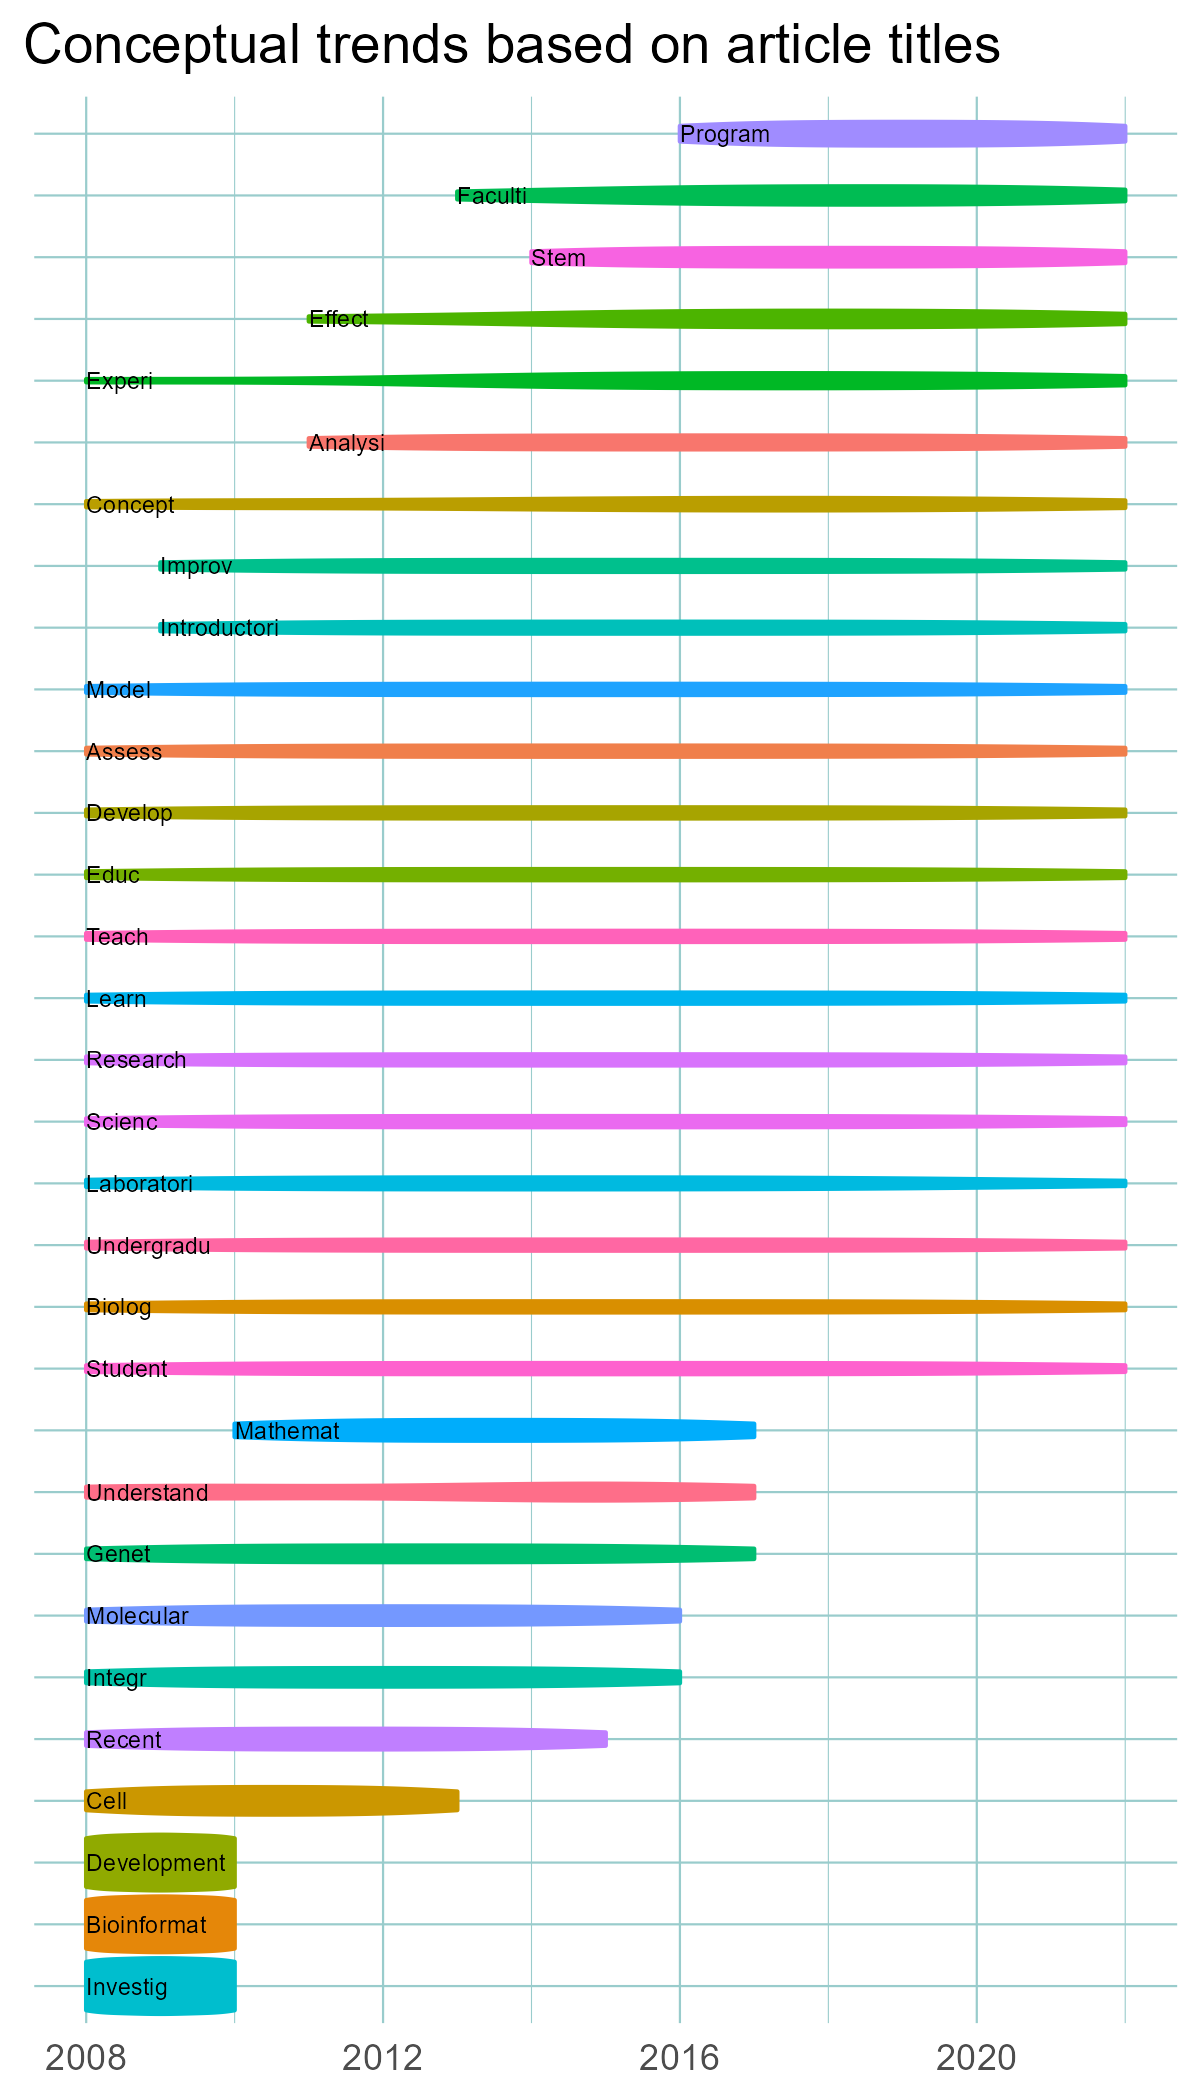 Conceptual trends based on article titles
Program
Faculti
Stem
Effect
Experi
Analysi
Concept
Improv
Introductori
Model
Assess
Develop
Educ
Teach
Learn
Research
Scienc
Laboratori
Undergradu
Biolog
Student
Mathemat
Understand
Genet
Molecular
Integr
Recent
Cell
Development
Bioinformat
Investig
2008 2012 2016 2020